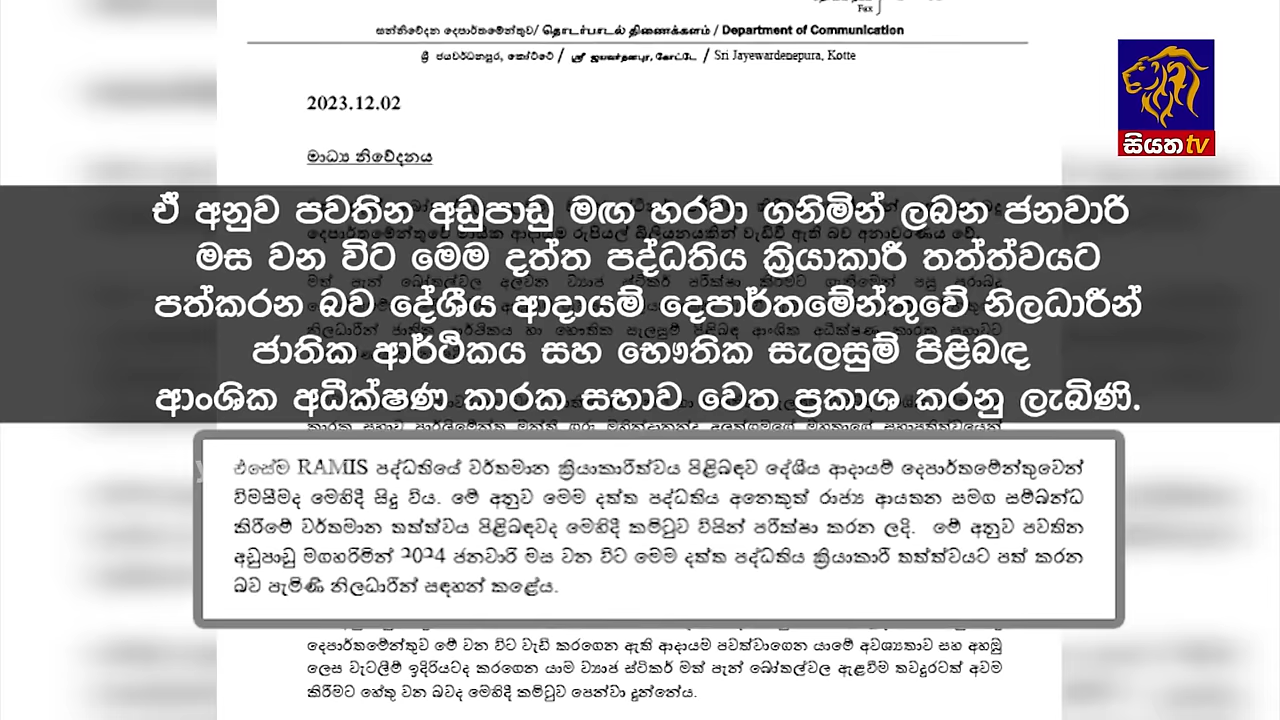 Fax
සන්නිවේදන දෙපාර්තමේන්තුව/ தொடர்பாடல் திணைக்களம் / Department of Communication
ශ්‍රී ජයවර්ධනපුර, කෝට්ටේ / ஸ்ரீ ஜயவர்தனபுர, கோட்டே / Sri Jayewardenepura, Kotte
සියත tv
2023.12.02
මාධ්‍ය නිවේදනය
ඒ අනුව පවතින අඩුපාඩු මඟ හරවා ගනිමින් ලබන ජනවාරි
මස වන විට මෙම දත්ත පද්ධතිය ක්‍රියාකාරී තත්ත්වයට
පත්කරන බව දේශීය ආදායම් දෙපාර්තමේන්තුවේ නිලධාරීන්
ජාතික ආර්ථිකය සහ භෞතික සැලසුම් පිළිබඳ
ආංශික අධීක්ෂණ කාරක සභාව වෙත ප්‍රකාශ කරනු ලැබිණි.
එසේම RAMIS පද්ධතියේ වර්තමාන ක්‍රියාකාරීත්වය පිළිබඳව දේශීය ආදායම් දෙපාර්තමේන්තුවෙන්
විමසීමද මෙහිදී සිදු විය. මේ අනුව මෙම දත්ත පද්ධතිය අනෙකුත් රාජ්‍ය ආයතන සමග සම්බන්ධ
කිරීමේ වර්තමාන තත්ත්වය පිළිබඳවද මෙහිදී කමිටුව විසින් පරීක්ෂා කරන ලදි. මේ අනුව පවතින
අඩුපාඩු මගහරිමින් 2024 ජනවාරි මස වන විට මෙම දත්ත පද්ධතිය ක්‍රියාකාරී තත්ත්වයට පත් කරන
බව පැමිණි නිලධාරීන් සඳහන් කළේය.
දෙපාර්තමේන්තුව මේ වන විට වැඩි කරගෙන ඇති ආදායම පවත්වාගෙන යාමේ අවශ්‍යතාව සහ අහඹු
ලෙස වැටලීම් ඉදිරියටද කරගෙන යාම ව්‍යාජ ස්ටිකර් මත් පැන් බෝතල්වල ඇළවීම තවදුරටත් අවම
කිරීමට හේතු වන බවද මෙහිදී කමිටුව පෙන්වා දුන්නේය.